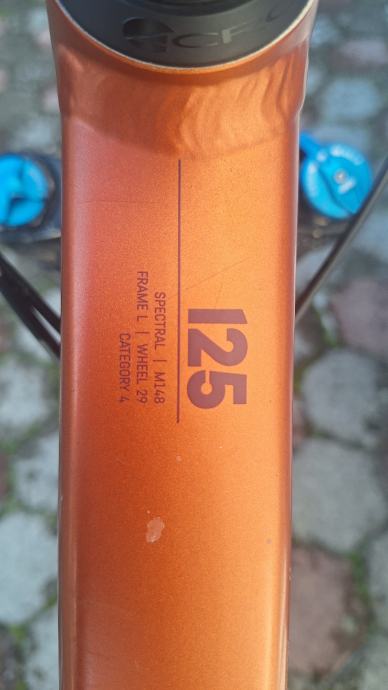 125
SPECTRAL | M148
FRAME L | WHEEL 29
CATEGORY 4